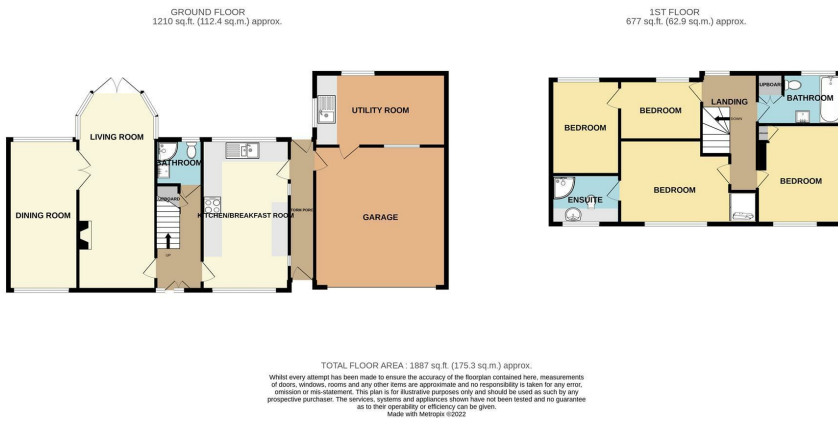 GROUND FLOOR
1210 sq.ft. (112.4 sq.m.) approx.
1ST FLOOR
677 sq.ft. (62.9 sq.m.) approx.
UTILITY ROOM
LIVING ROOM
BATHROOM
UPBOARD
KITCHEN/BREAKFAST ROOM
DINING ROOM
GARAGE
UP
UPBOARD
LANDING
BATHROOM
BEDROOM
BEDROOM
DOWN
BEDROOM
BEDROOM
ENSUITE
TOTAL FLOOR AREA : 1887 sq.ft. (175.3 sq.m.) approx.
Whilst every attempt has been made to ensure the accuracy of the floorplan contained here, measurements
of doors, windows, rooms and any other items are approximate and no responsibility is taken for any error,
omission or mis-statement. This plan is for illustrative purposes only and should be used as such by any
prospective purchaser. The services, systems and appliances shown have not been tested and no guarantee
as to their operability or efficiency can be given.
Made with Metropix ©2022